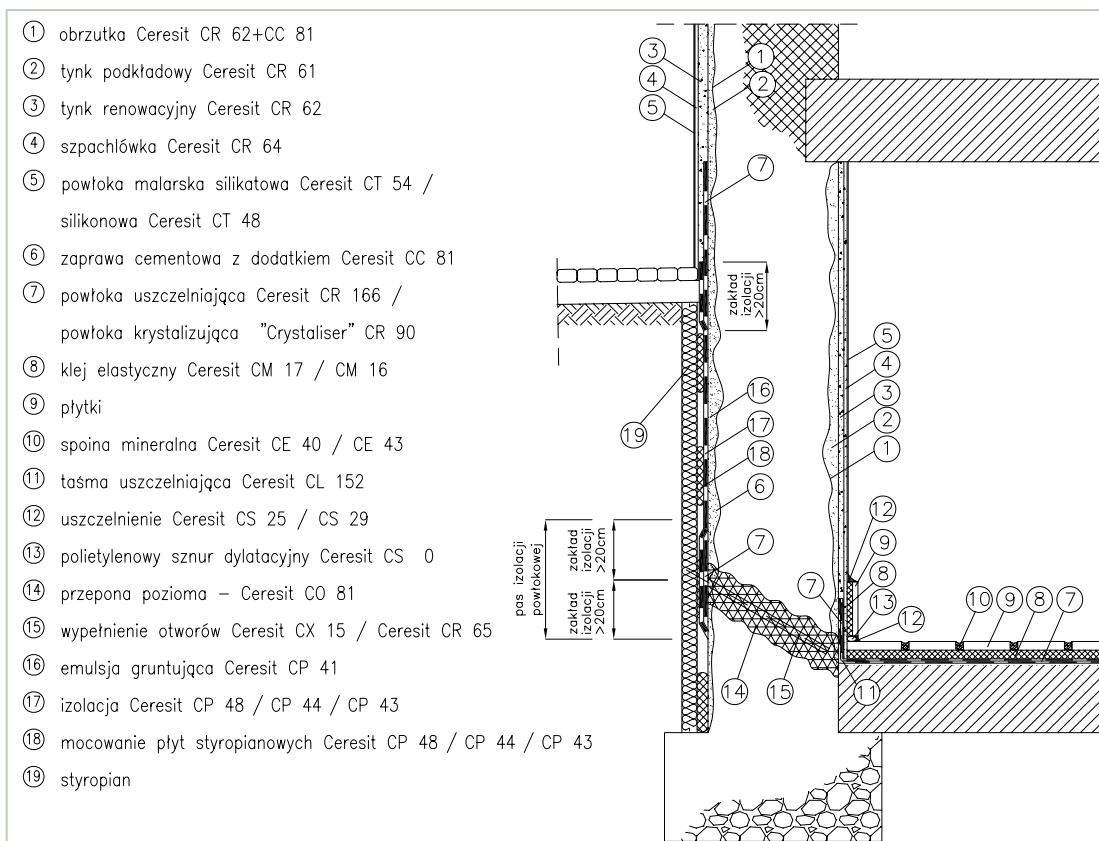 ① obrzutka Ceresit CR 62+CC 81
② tynk podkładowy Ceresit CR 61
③ tynk renowacyjny Ceresit CR 62
④ szpachlówka Ceresit CR 64
⑤ powłoka malarska silikatowa Ceresit CT 54 /
silikonowa Ceresit CT 48
⑥ zaprawa cementowa z dodatkiem Ceresit CC 81
⑦ powłoka uszczelniająca Ceresit CR 166 /
powłoka krystalizująca "Crystaliser" CR 90
⑧ klej elastyczny Ceresit CM 17 / CM 16
⑨ płytki
⑩ spoina mineralna Ceresit CE 40 / CE 43
⑪ taśma uszczelniająca Ceresit CL 152
⑫ uszczelnienie Ceresit CS 25 / CS 29
⑬ polietylenowy sznur dylatacyjny Ceresit CS 0
⑭ przepona pozioma – Ceresit CO 81
⑮ wypełnienie otworów Ceresit CX 15 / Ceresit CR 65
⑯ emulsja gruntująca Ceresit CP 41
⑰ izolacja Ceresit CP 48 / CP 44 / CP 43
⑱ mocowanie płyt styropianowych Ceresit CP 48 / CP 44 / CP 43
⑲ styropian
③
④
⑤
①
②
⑦
zakład
izolacji
>20cm
⑲
⑯
⑰
⑱
⑥
⑦
pas izolacji
powłokowej
zakład
izolacji
>20cm
zakład
izolacji
>20cm
⑭
⑮
⑤
④
③
②
①
⑫
⑨
⑧
⑬
⑫
⑦
⑩
⑨
⑧
⑦
⑪